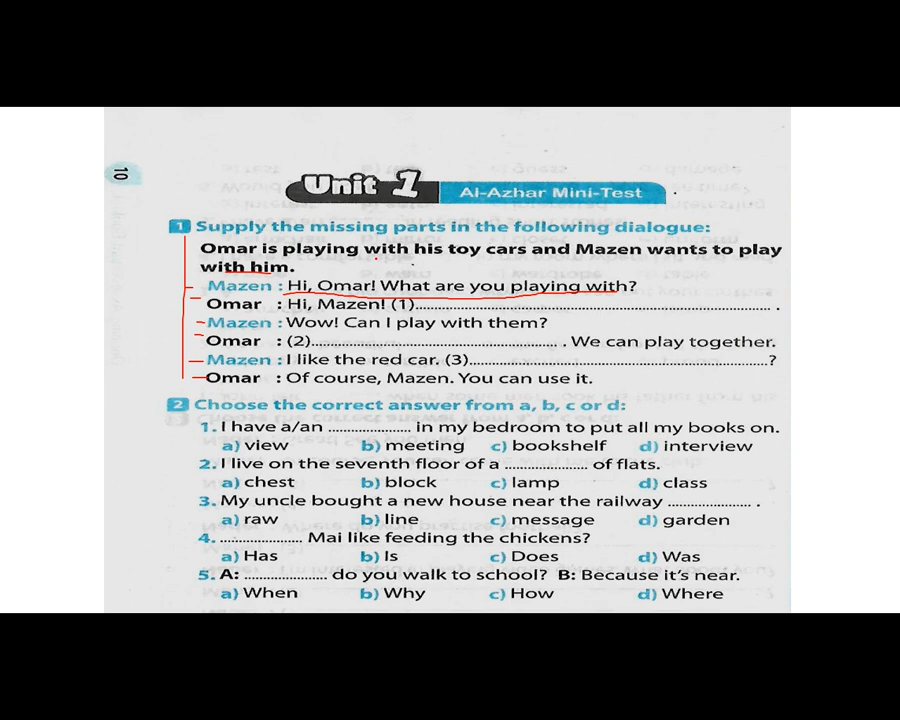 10
Unit 1 Al-Azhar Mini-Test
1 Supply the missing parts in the following dialogue:
Omar is playing with his toy cars and Mazen wants to play
with him.
Mazen : Hi, Omar! What are you playing with?
Omar : Hi, Mazen! (1)........................................................................ .
Mazen : Wow! Can I play with them?
Omar : (2)................................................... . We can play together.
Mazen : I like the red car. (3)............................................................?
Omar : Of course, Mazen. You can use it.
2 Choose the correct answer from a, b, c or d:
1. I have a/an .................. in my bedroom to put all my books on.
a) view b) meeting c) bookshelf d) interview
2. I live on the seventh floor of a .................. of flats.
a) chest b) block c) lamp d) class
3. My uncle bought a new house near the railway .................... .
a) raw b) line c) message d) garden
4. .................. Mai like feeding the chickens?
a) Has b) Is c) Does d) Was
5. A: .................. do you walk to school? B: Because it's near.
a) When b) Why c) How d) Where